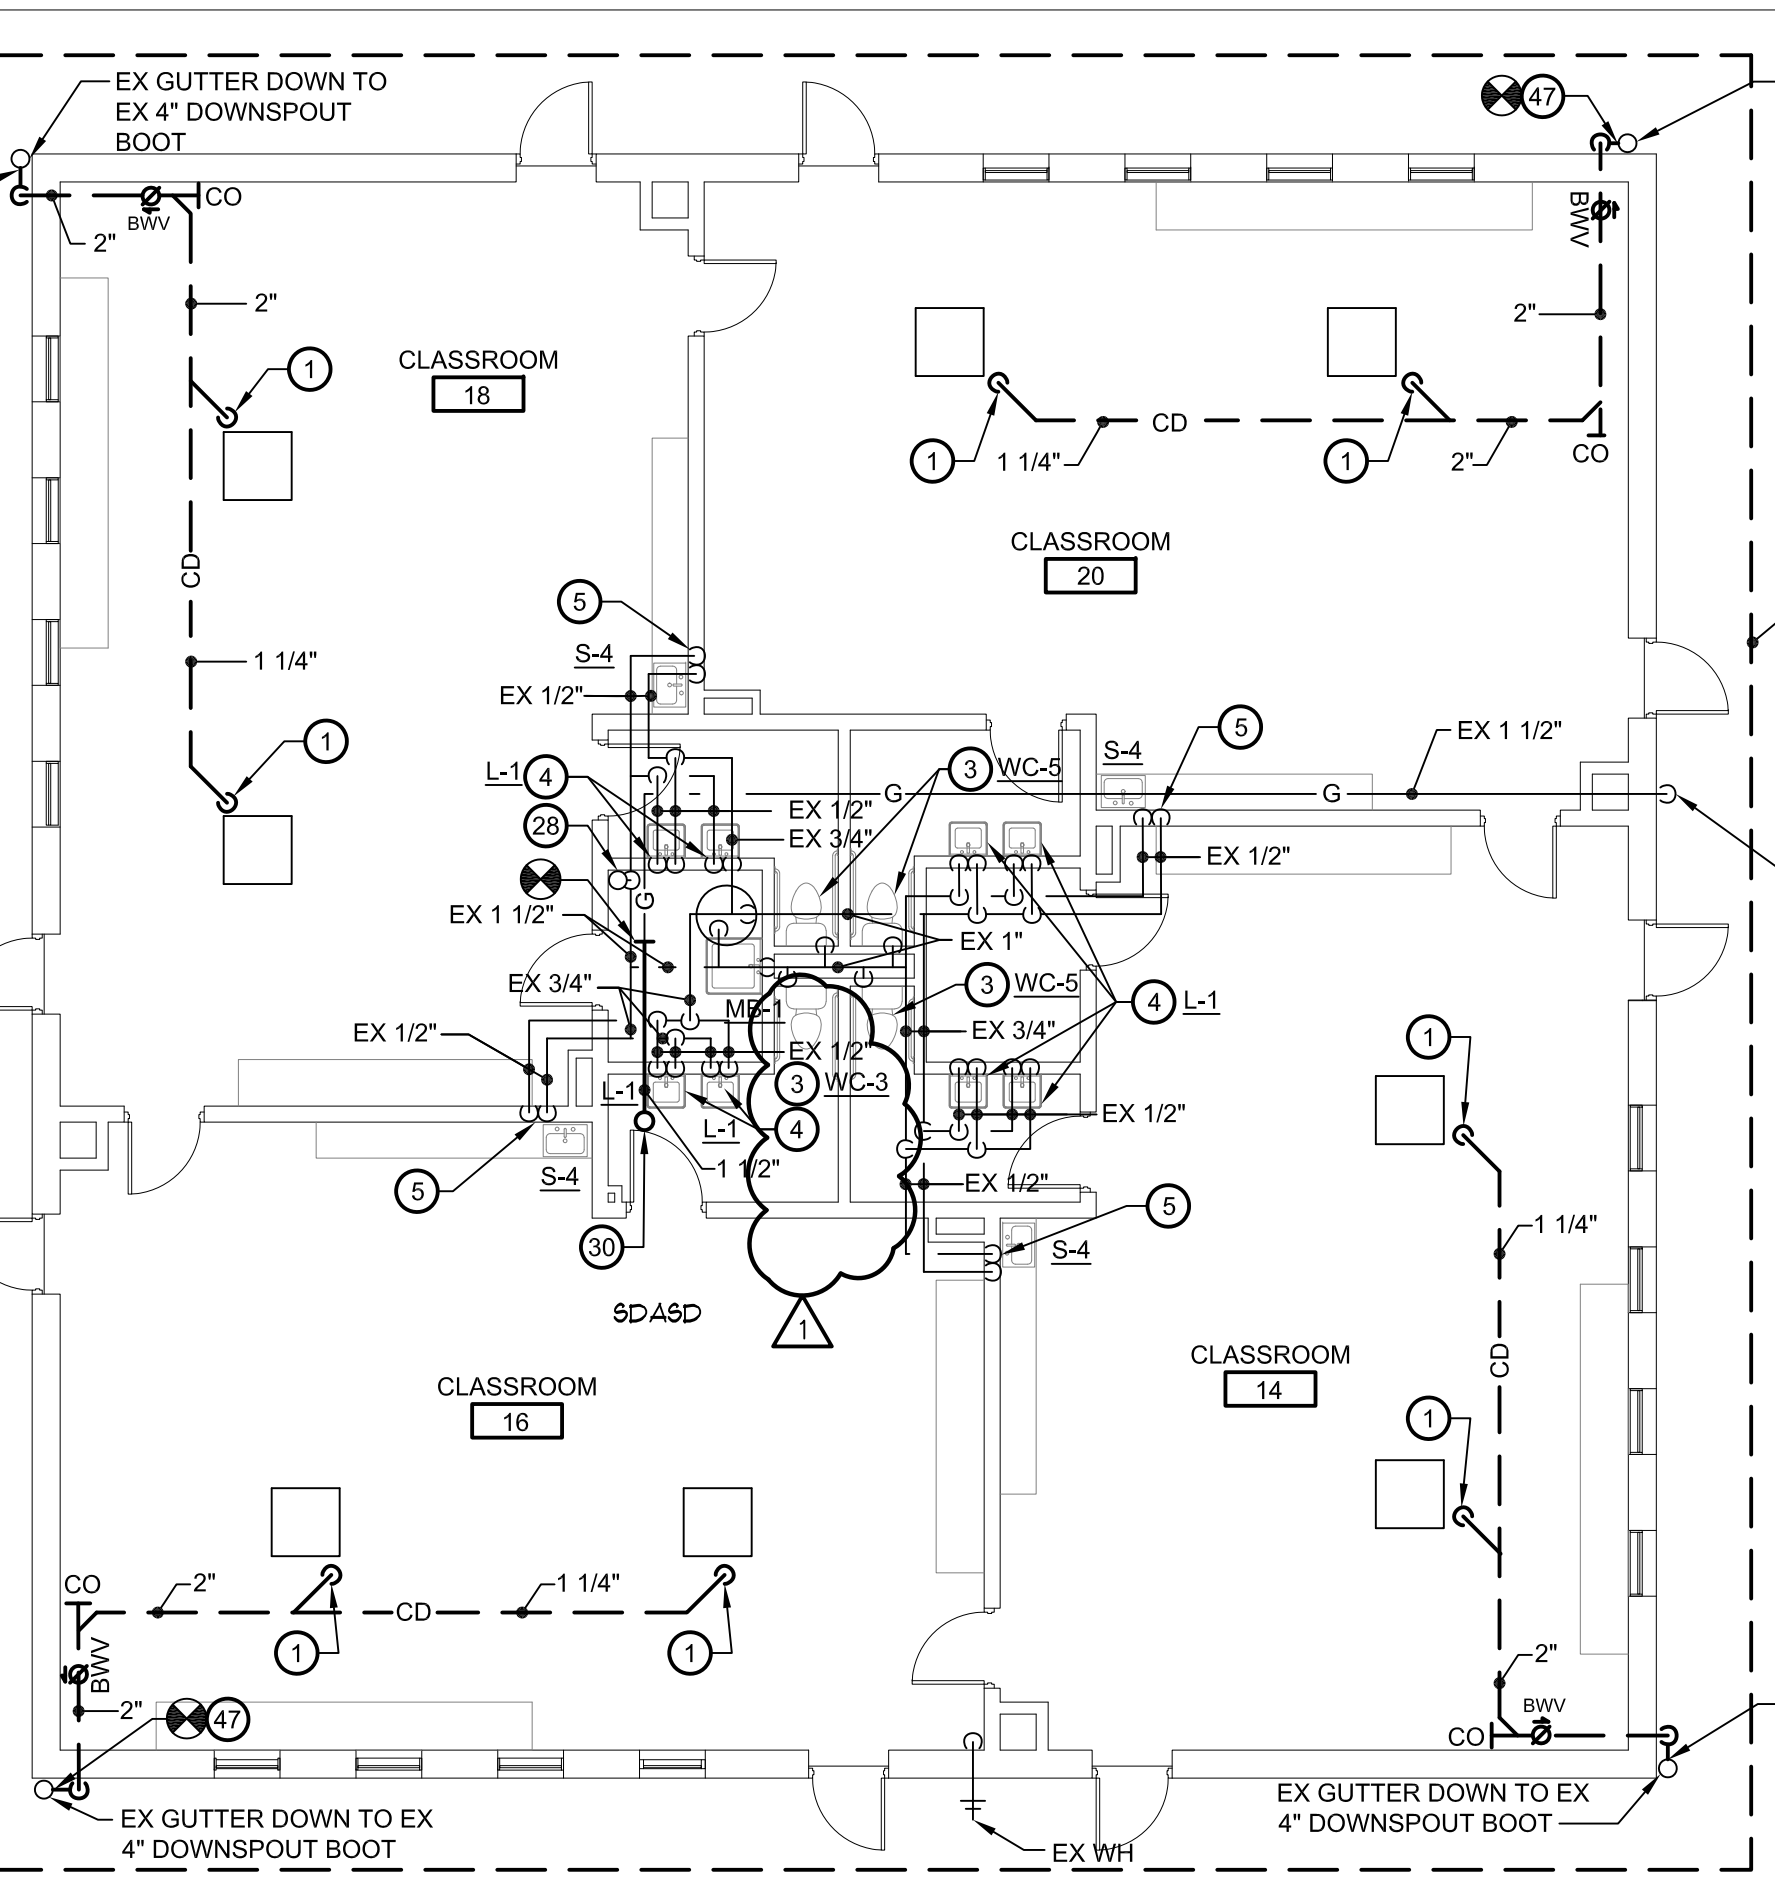 EX GUTTER DOWN TO
EX 4" DOWNSPOUT
BOOT
47
CO
BWV
2"
BWV
2"
2"
CLASSROOM
18
1
CD
1 1/4"
1
1
2"
CO
CLASSROOM
20
CD
5
S-4
1 1/4"
EX 1/2"
1
5
EX 1 1/2"
S-4
3
WC-5
L-1
4
G
G
EX 1/2"
28
EX 3/4"
EX 1/2"
G
EX 1 1/2"
EX 1"
EX 3/4"
3
WC-5
4
L-1
MB-1
EX 1/2"
EX 3/4"
1
EX 1/2"
3
WC-3
L-1
EX 1/2"
L-1
4
1 1/2"
S-4
5
EX 1/2"
5
1 1/4"
30
S-4
SDASD
1
CLASSROOM
14
CD
CLASSROOM
16
1
CO
2"
1 1/4"
CD
1
1
BWV
2"
2"
47
BWV
CO
EX GUTTER DOWN TO EX
4" DOWNSPOUT BOOT
EX GUTTER DOWN TO EX
4" DOWNSPOUT BOOT
EX WH